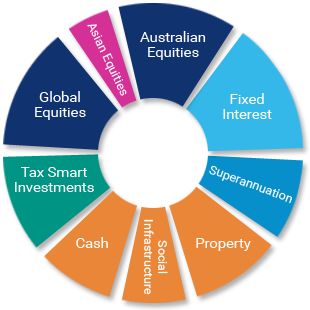 Asian Equities
Australian
Equities
Global
Equities
Fixed
Interest
Tax Smart
Investments
Superannuation
Cash
Social
Infrastructure
Property